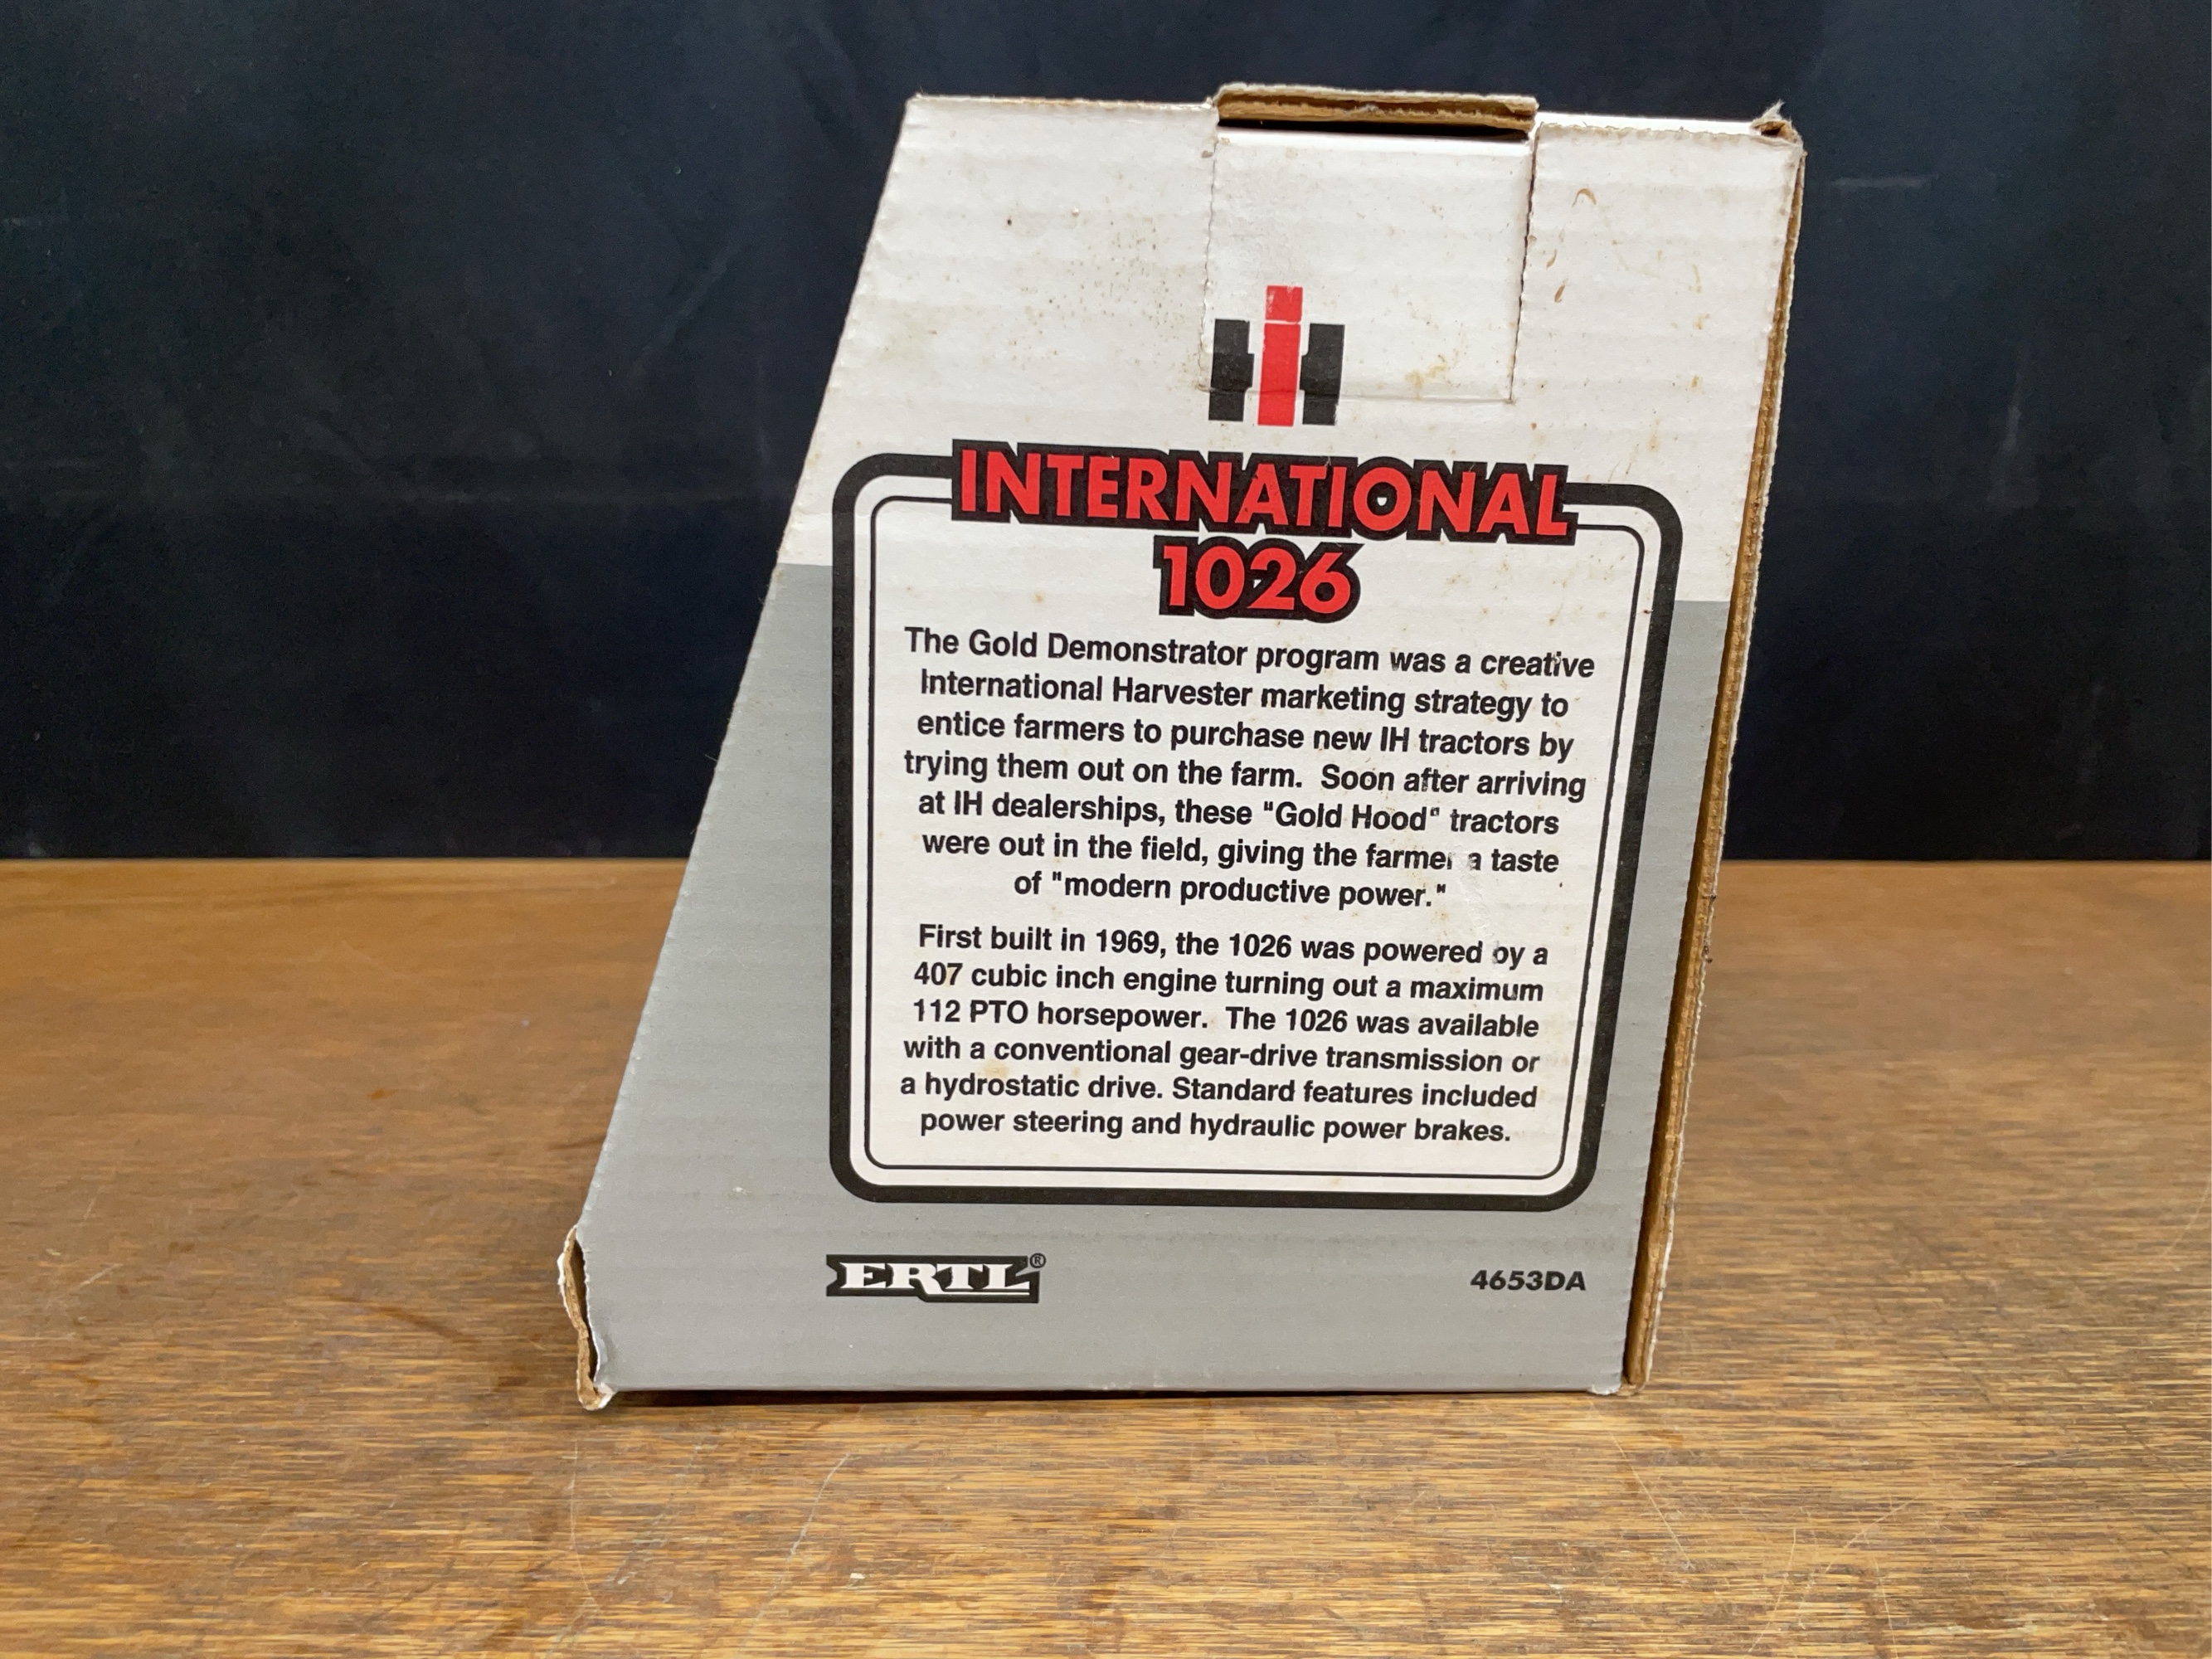 IH
INTERNATIONAL
1026
The Gold Demonstrator program was a creative
International Harvester marketing strategy to
entice farmers to purchase new IH tractors by
trying them out on the farm. Soon after arriving
at IH dealerships, these "Gold Hood" tractors
were out in the field, giving the farmer a taste
of "modern productive power."
First built in 1969, the 1026 was powered by a
407 cubic inch engine turning out a maximum
112 PTO horsepower. The 1026 was available
with a conventional gear-drive transmission or
a hydrostatic drive. Standard features included
power steering and hydraulic power brakes.
ERTL®
4653DA